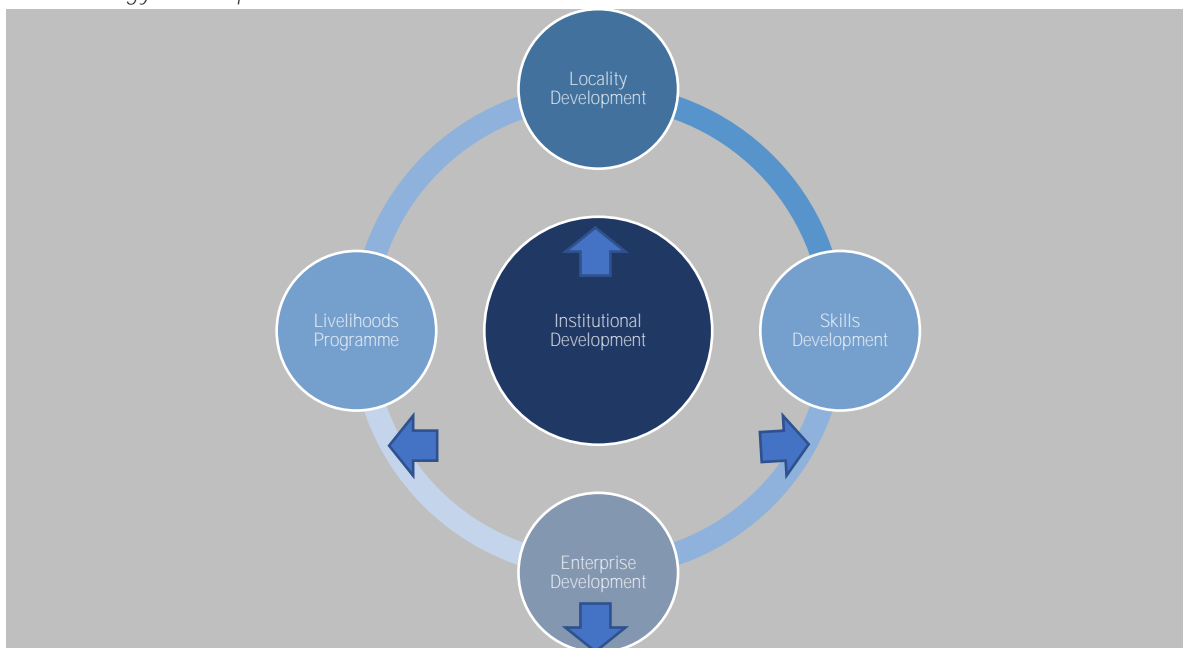 Locality
Development
Livelihoods
Programme
Institutional
Development
Skills
Development
Enterprise
Development